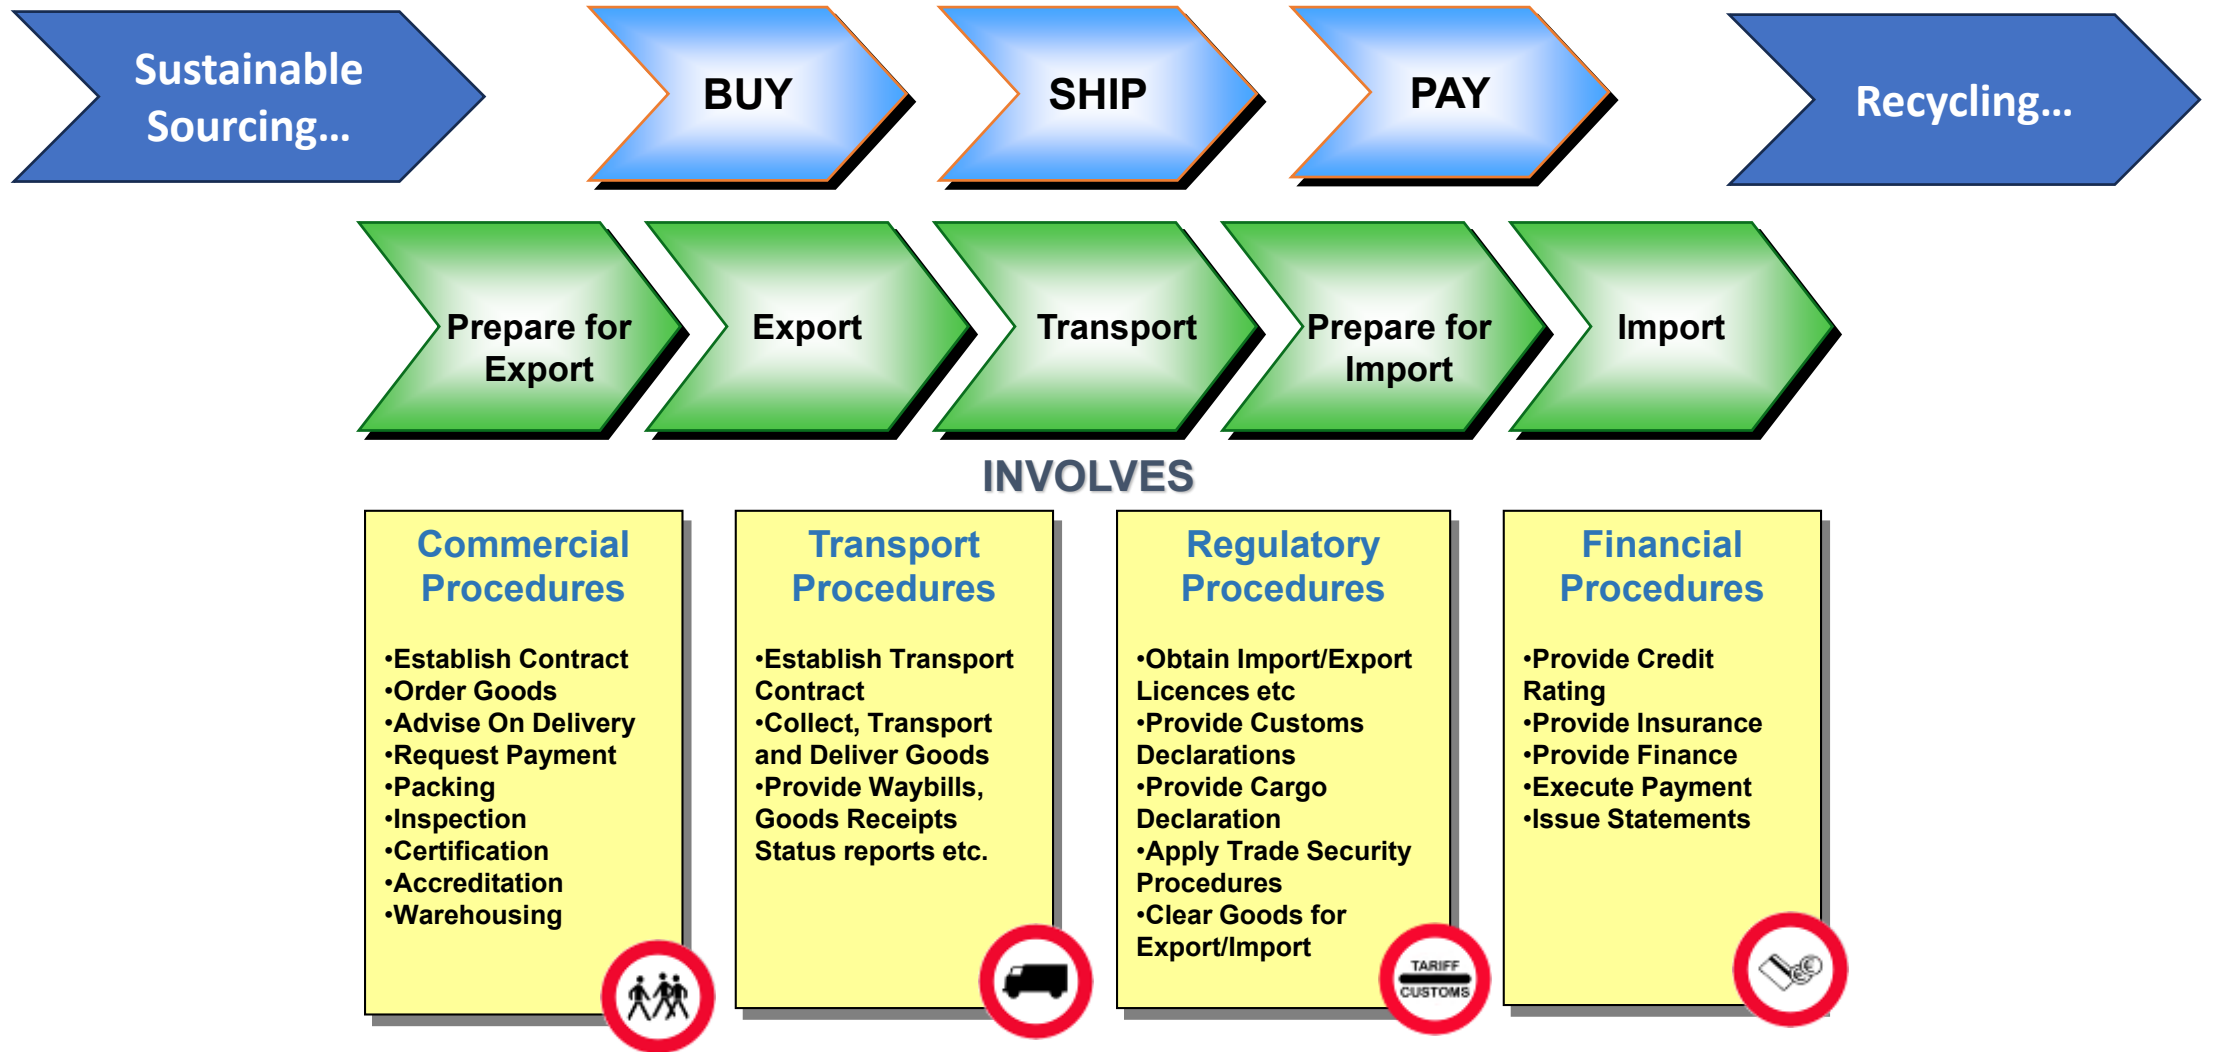 Sustainable
Sourcing...
BUY
SHIP
PAY
Recycling...
Prepare for
Export
Export
Transport
Prepare for
Import
Import
INVOLVES
Commercial
Procedures
•Establish Contract
•Order Goods
•Advise On Delivery
•Request Payment
•Packing
•Inspection
•Certification
•Accreditation
•Warehousing
Transport
Procedures
•Establish Transport
Contract
•Collect, Transport
and Deliver Goods
•Provide Waybills,
Goods Receipts
Status reports etc.
Regulatory
Procedures
•Obtain Import/Export
Licences etc
•Provide Customs
Declarations
•Provide Cargo
Declaration
•Apply Trade Security
Procedures
•Clear Goods for
Export/Import
TARIFF
CUSTOMS
Financial
Procedures
•Provide Credit
Rating
•Provide Insurance
•Provide Finance
•Execute Payment
•Issue Statements